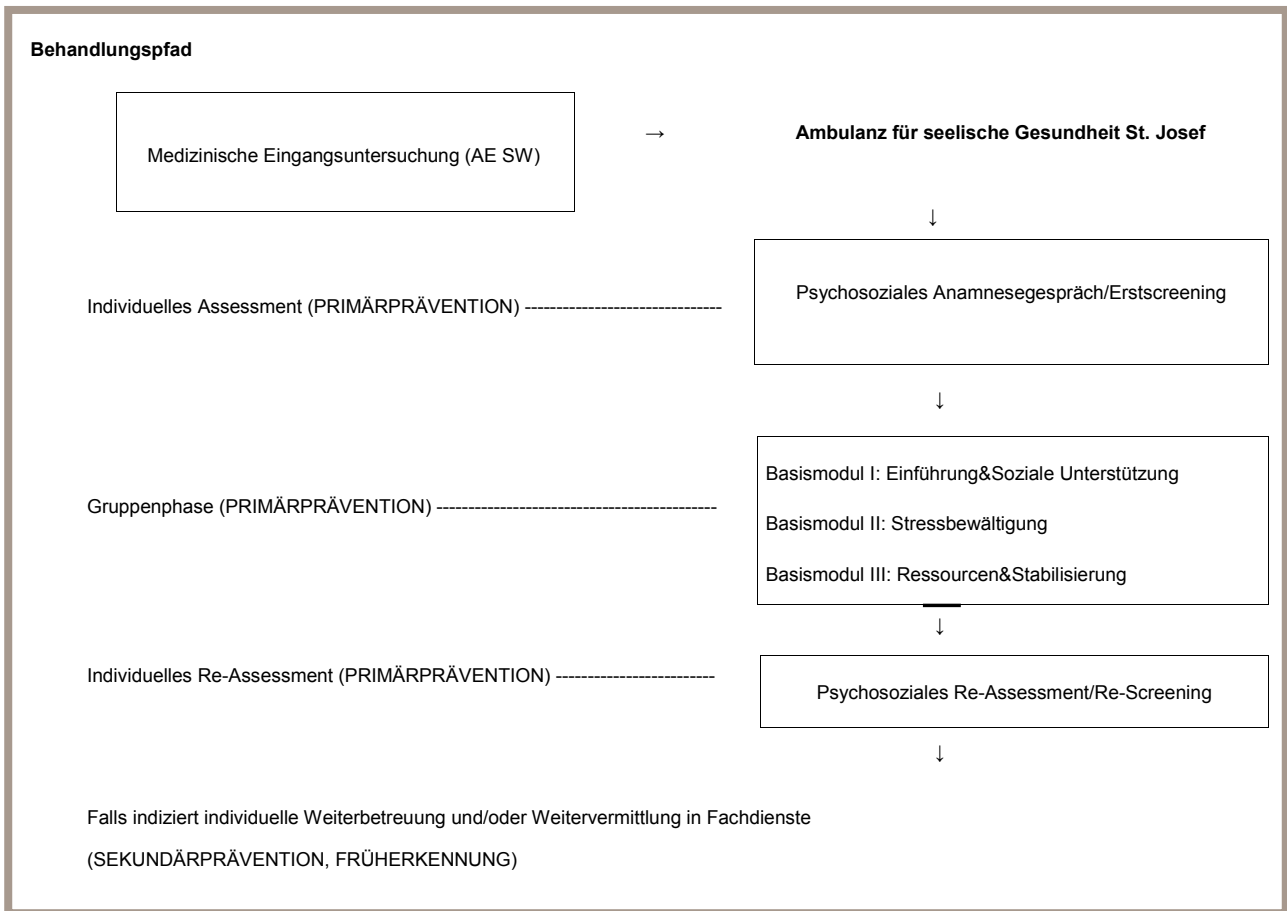 Behandlungspfad
Medizinische Eingangsuntersuchung (AE SW)
→
Ambulanz für seelische Gesundheit St. Josef
↓
Individuelles Assessment (PRIMÄRPRÄVENTION) -------------------------------
Psychosoziales Anamnesegespräch/Erstscreening
↓
Basismodul I: Einführung&Soziale Unterstützung
Gruppenphase (PRIMÄRPRÄVENTION) --------------------------------------------
Basismodul II: Stressbewältigung
Basismodul III: Ressourcen&Stabilisierung
↓
Individuelles Re-Assessment (PRIMÄRPRÄVENTION) -------------------------
Psychosoziales Re-Assessment/Re-Screening
↓
Falls indiziert individuelle Weiterbetreuung und/oder Weitervermittlung in Fachdienste
(SEKUNDÄRPRÄVENTION, FRÜHERKENNUNG)